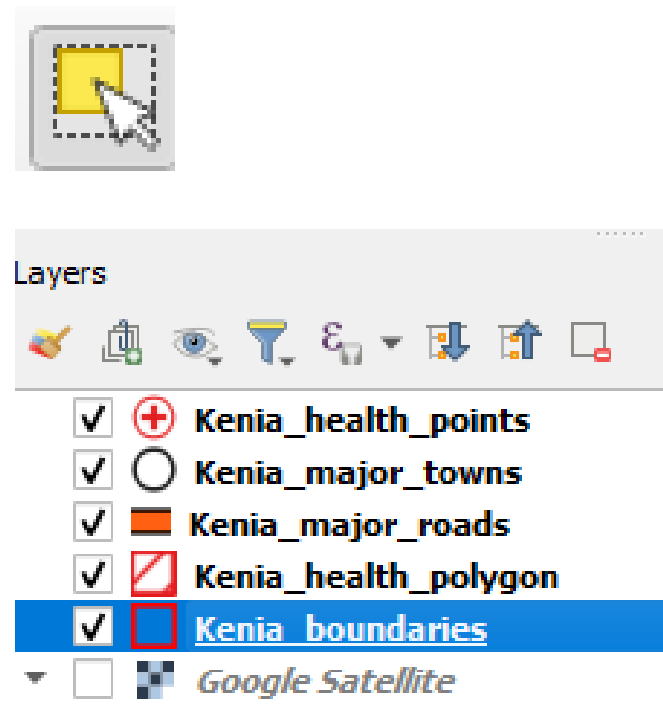 Layers
Kenia_health_points
Kenia_major_towns
Kenia_major_roads
Kenia_health_polygon
Kenia_boundaries
Google Satellite